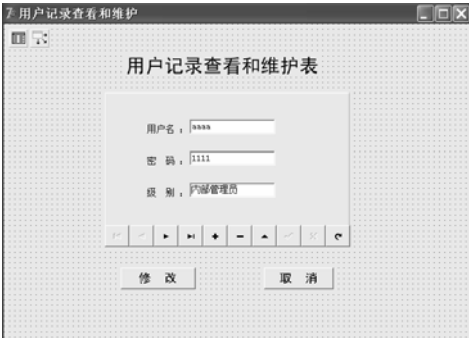 用户记录查看和维护
用户记录查看和维护表
用户名： aaaa
密 码： 1111
级 别： 内部管理员
修 改 取 消